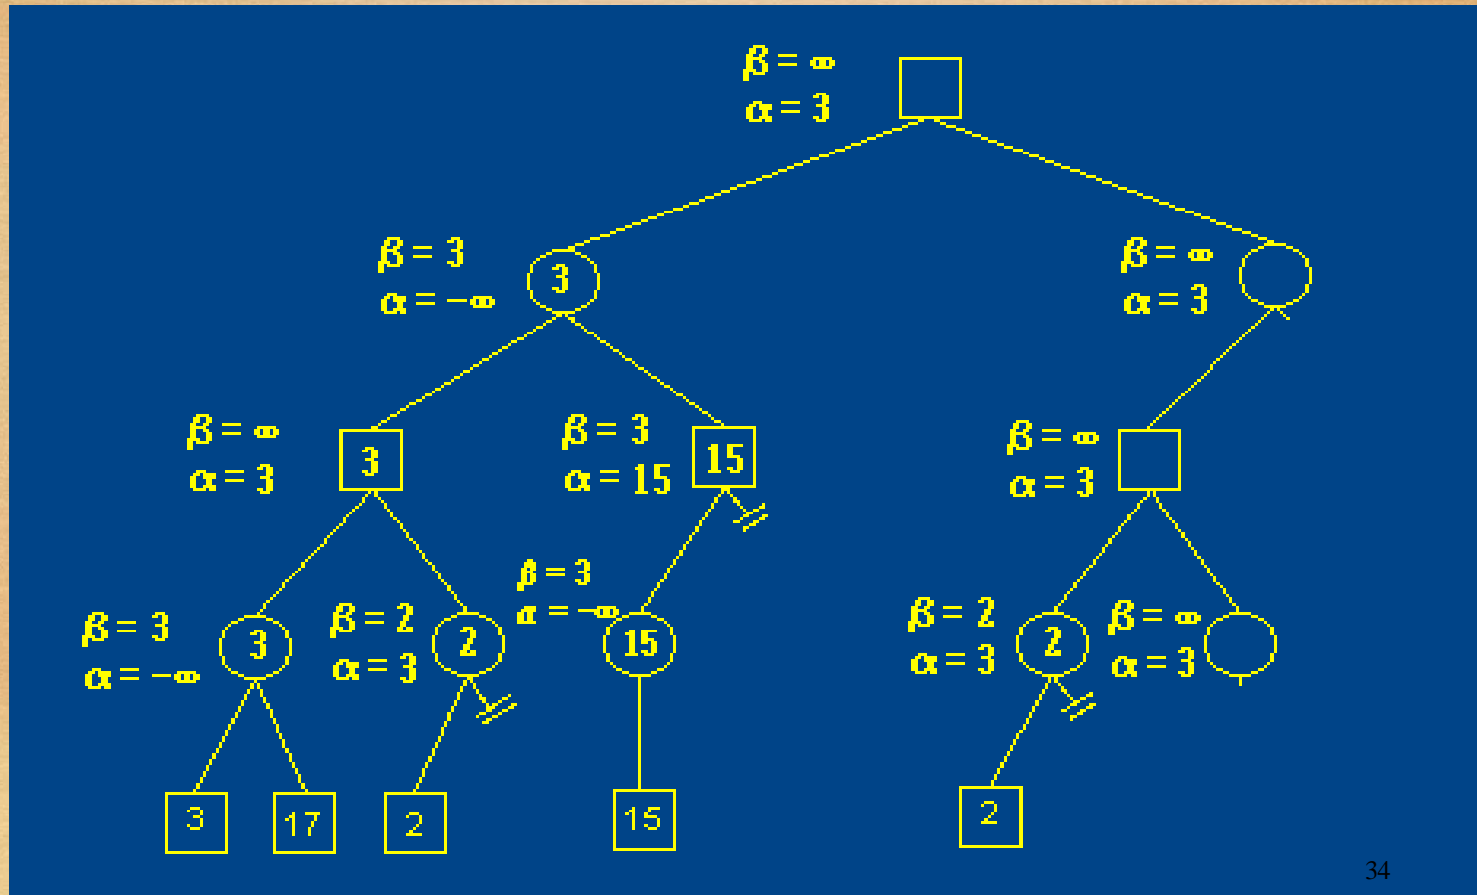 β = ∞
α = 3
β = 3
α = −∞
3
β = ∞
α = 3
β = ∞
α = 3
3
β = 3
α = 15
15
β = ∞
α = 3
β = 3
α = −∞
3
β = 2
α = 3
2
β = 3
α = −∞
15
β = 2
α = 3
2
β = ∞
α = 3
3
17
2
15
2
34